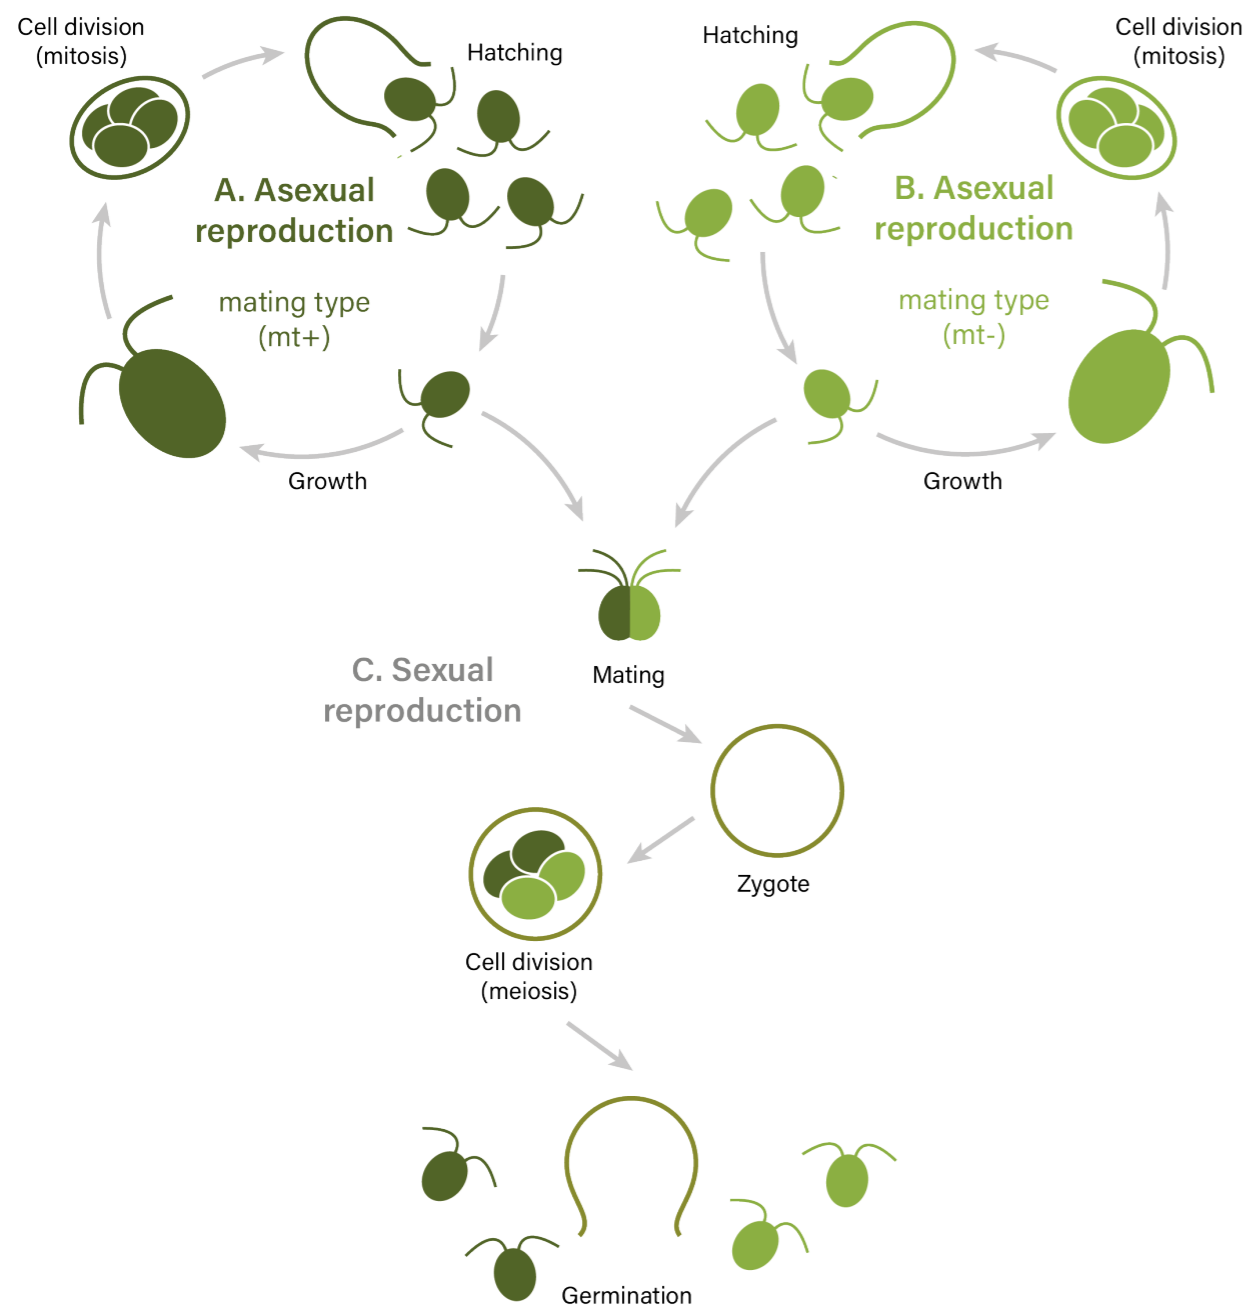 Cell division
(mitosis)
Hatching
A. Asexual
reproduction
mating type
(mt+)
Growth
Hatching
Cell division
(mitosis)
B. Asexual
reproduction
mating type
(mt-)
Growth
Mating
C. Sexual
reproduction
Zygote
Cell division
(meiosis)
Germination